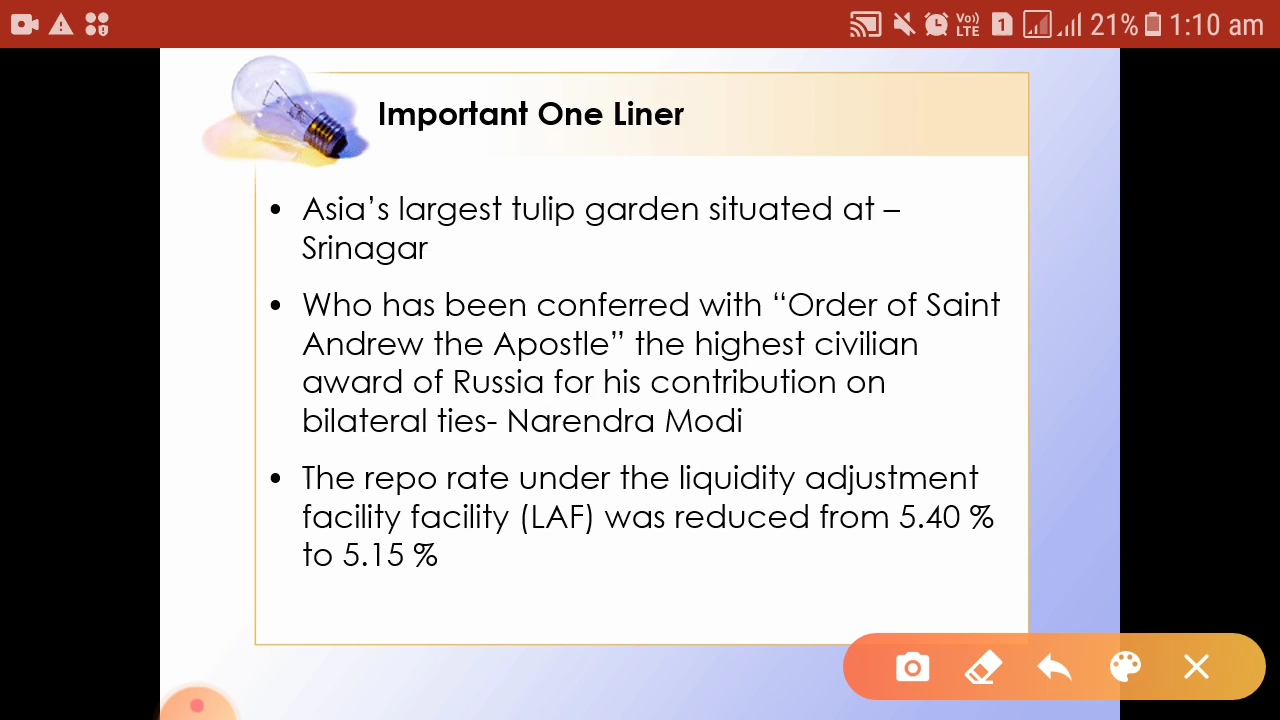 Vo)) LTE 1 21% 1:10 am
Important One Liner
• Asia’s largest tulip garden situated at –
Srinagar
• Who has been conferred with “Order of Saint
Andrew the Apostle” the highest civilian
award of Russia for his contribution on
bilateral ties- Narendra Modi
• The repo rate under the liquidity adjustment
facility facility (LAF) was reduced from 5.40 %
to 5.15 %